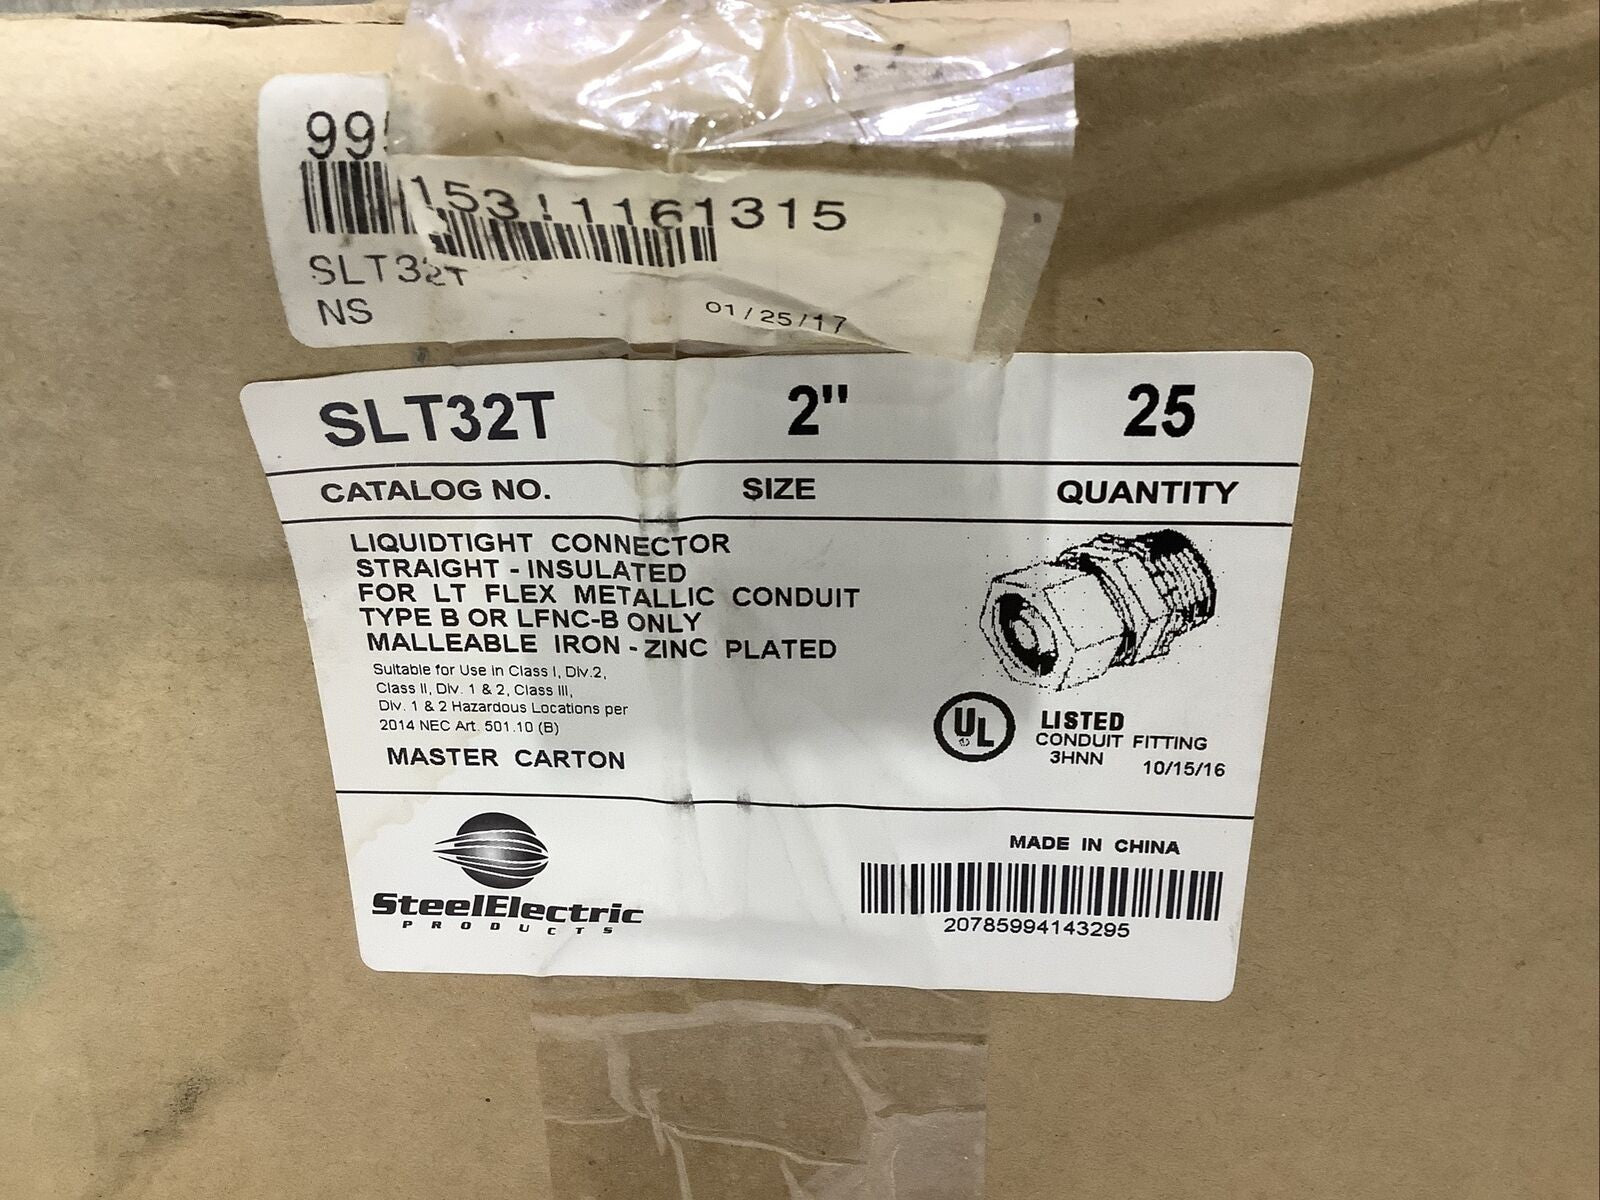 153 1161315
SLT32T
NS
01/25/17
SLT32T 2" 25
CATALOG NO. SIZE QUANTITY
LIQUIDTIGHT CONNECTOR
STRAIGHT - INSULATED
FOR LT FLEX METALLIC CONDUIT
TYPE B OR LFNC-B ONLY
MALLEABLE IRON - ZINC PLATED
Suitable for Use in Class I, Div.2,
Class II, Div. 1 & 2, Class III,
Div. 1 & 2 Hazardous Locations per
2014 NEC Art. 501.10 (B)
MASTER CARTON
UL LISTED
CONDUIT FITTING
3HNN 10/15/16
SteelElectric
PRODUCTS
MADE IN CHINA
20785994143295